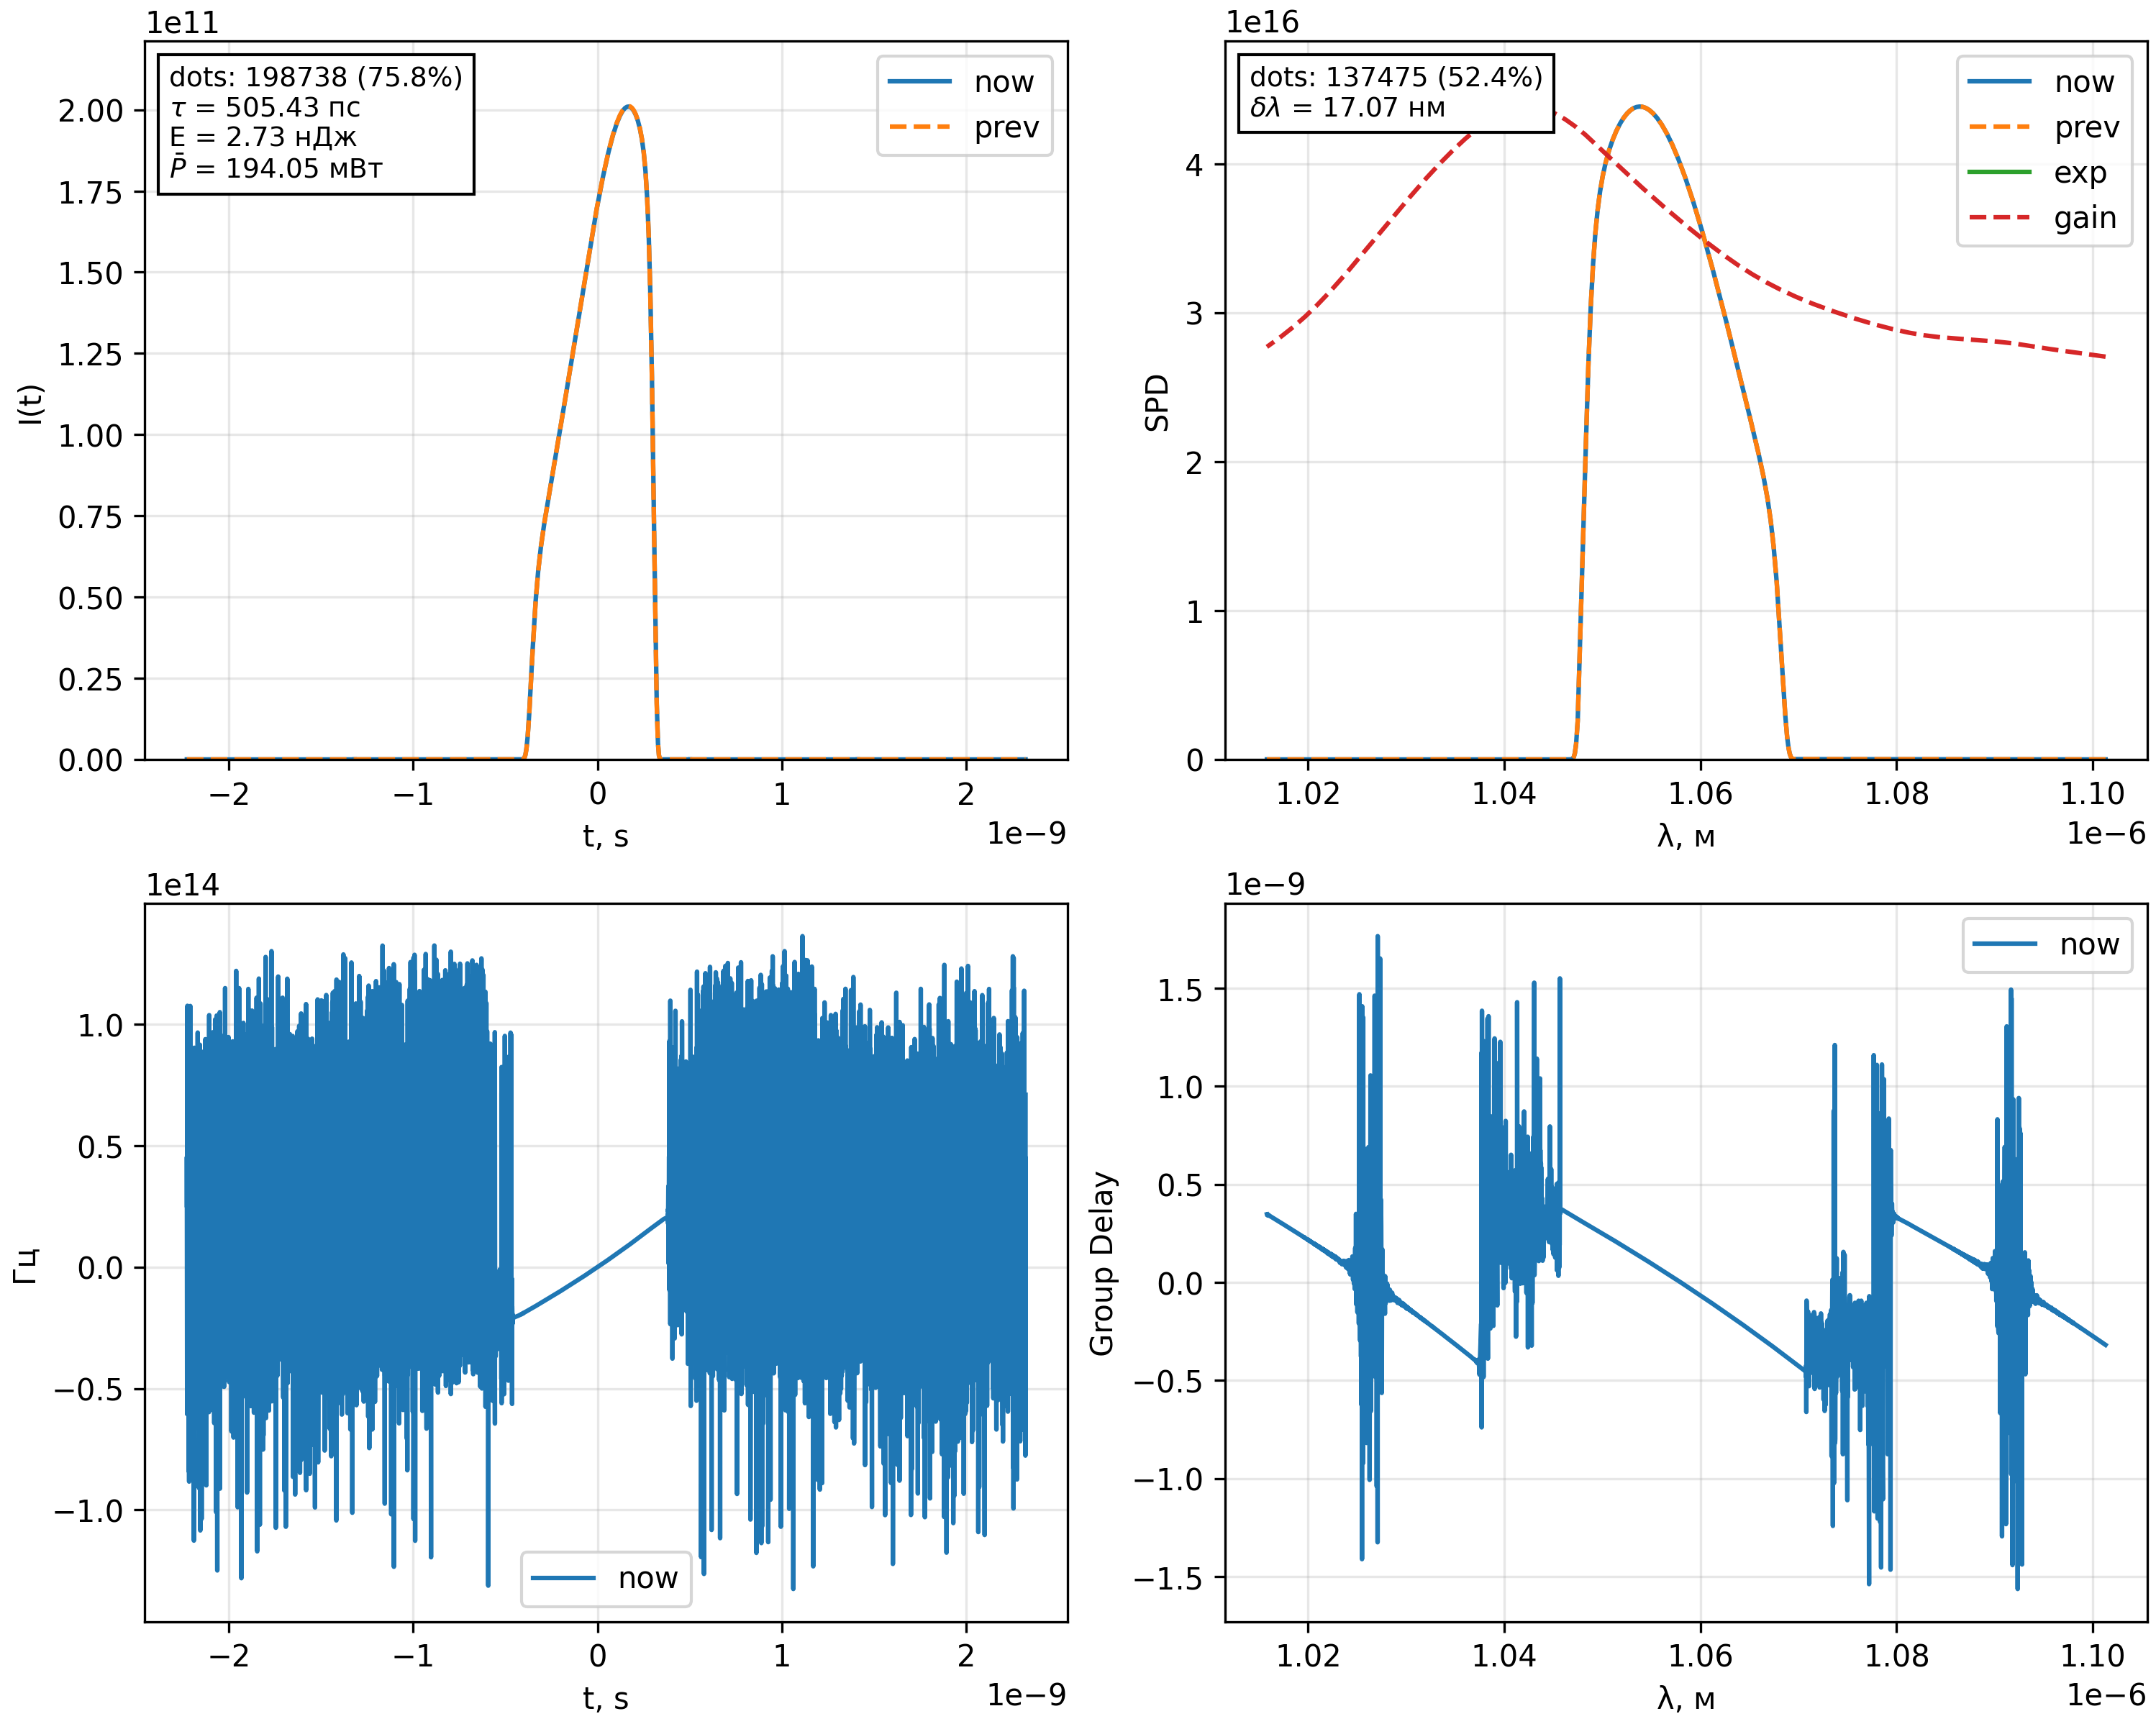 1e11
dots: 198738 (75.8%)
τ = 505.43 пс
E = 2.73 нДж
P̄ = 194.05 мВт
now
prev
2.00
1.75
1.50
1.25
1.00
0.75
0.50
0.25
0.00
I(t)
−2
−1
0
1
2
t, s
1e−9
1e16
dots: 137475 (52.4%)
δλ = 17.07 нм
now
prev
exp
gain
4
3
2
1
0
SPD
1.02
1.04
1.06
1.08
1.10
λ, м
1e−6
1e14
1.0
0.5
0.0
−0.5
−1.0
Гц
now
−2
−1
0
1
2
t, s
1e−9
1e−9
now
1.5
1.0
0.5
0.0
−0.5
−1.0
−1.5
Group Delay
1.02
1.04
1.06
1.08
1.10
λ, м
1e−6